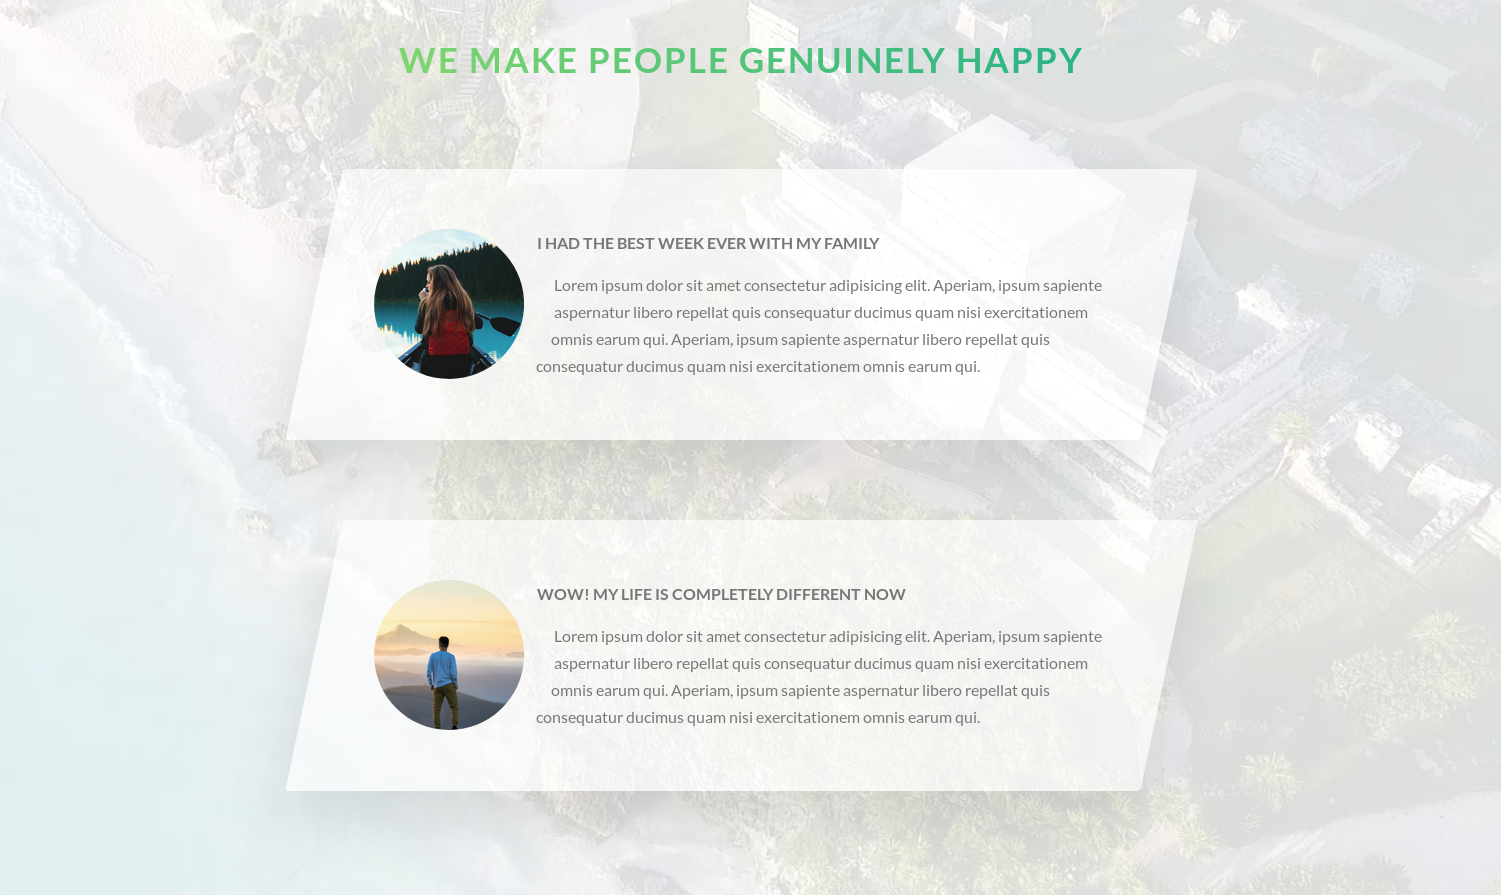 WE MAKE PEOPLE GENUINELY HAPPY
I HAD THE BEST WEEK EVER WITH MY FAMILY
Lorem ipsum dolor sit amet consectetur adipisicing elit. Aperiam, ipsum sapiente
aspernatur libero repellat quis consequatur ducimus quam nisi exercitationem
omnis earum qui. Aperiam, ipsum sapiente aspernatur libero repellat quis
consequatur ducimus quam nisi exercitationem omnis earum qui.
WOW! MY LIFE IS COMPLETELY DIFFERENT NOW
Lorem ipsum dolor sit amet consectetur adipisicing elit. Aperiam, ipsum sapiente
aspernatur libero repellat quis consequatur ducimus quam nisi exercitationem
omnis earum qui. Aperiam, ipsum sapiente aspernatur libero repellat quis
consequatur ducimus quam nisi exercitationem omnis earum qui.